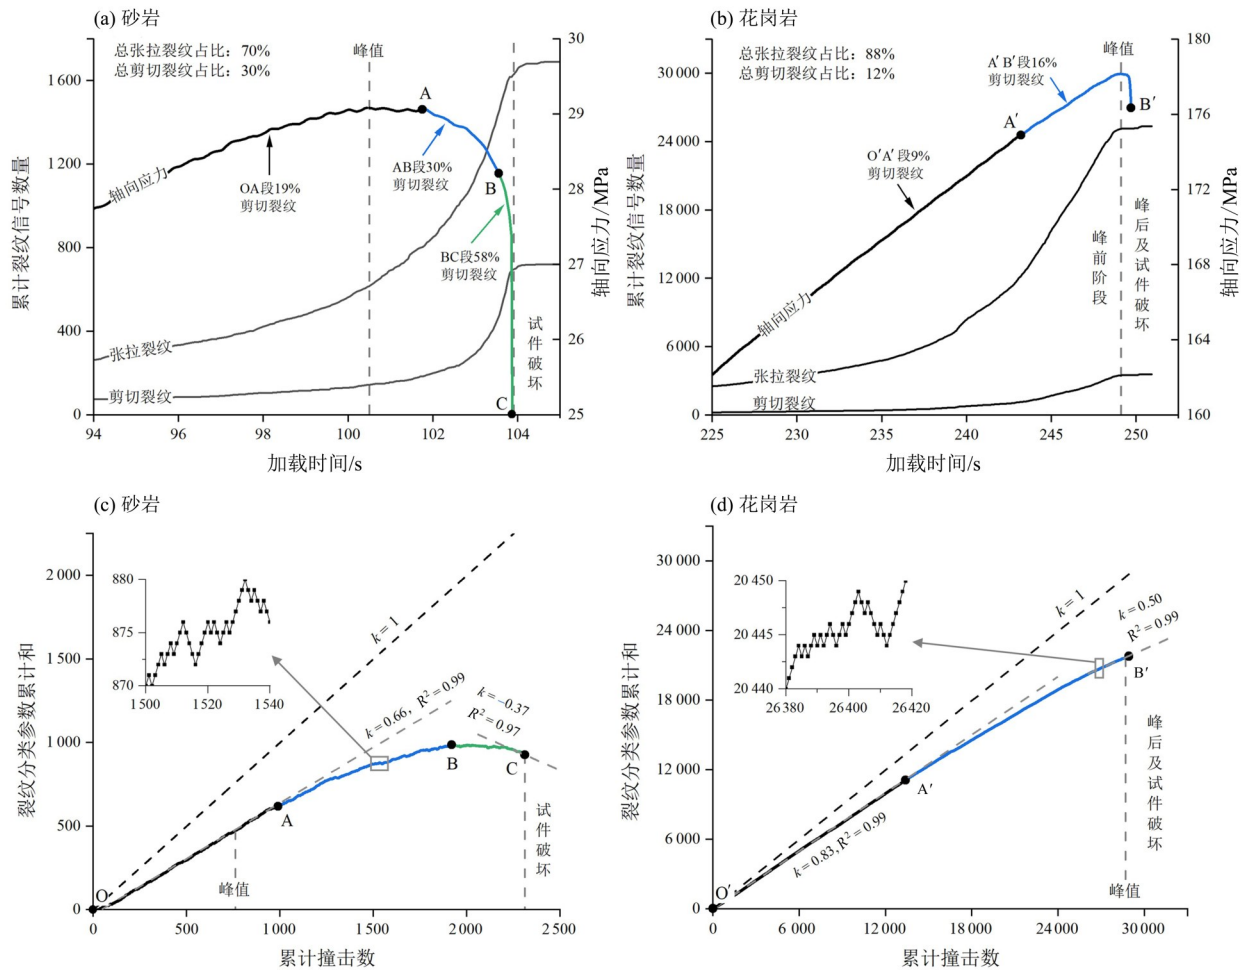 (a) 砂岩
总张拉裂纹占比：70%
总剪切裂纹占比：30%
峰值
A
AB段30%
剪切裂纹
OA段19%
剪切裂纹
B
BC段58%
剪切裂纹
轴向应力
张拉裂纹
剪切裂纹
C
试件破坏
1 600
1200
1 200
800
400
0
30
29
28
27
26
25
94
96
98
100
102
104
累计裂纹信号数量
轴向应力/MPa
加载时间/s
(b) 花岗岩
总张拉裂纹占比：88%
总剪切裂纹占比：12%
峰值
A′ B′段16%
剪切裂纹
B′
A′
O′A′ 段9%
剪切裂纹
轴向应力
张拉裂纹
剪切裂纹
峰前阶段
峰后及试件破坏
30 000
24 000
18 000
12 000
6 000
0
180
176
172
168
164
160
225
230
235
240
245
250
累计裂纹信号数量
轴向应力/MPa
加载时间/s
(c) 砂岩
880
875
870
1 500
1 520
1 540
k = 1
k = 0.66，R² = 0.99
k = −0.37
R² = 0.97
O
A
B
C
峰值
试件破坏
2 000
1 500
1 000
500
0
0
500
1 000
1 500
2 000
2 500
裂纹分类参数累计和
累计撞击数
(d) 花岗岩
20 450
20 445
20 440
26 380
26 400
26 420
k = 1
k = 0.50
R² = 0.99
B′
A′
k = 0.83, R² = 0.99
O′
峰值
峰后及试件破坏
30 000
24 000
18 000
12 000
6 000
0
0
6 000
12 000
18 000
24 000
30 000
裂纹分类参数累计和
累计撞击数